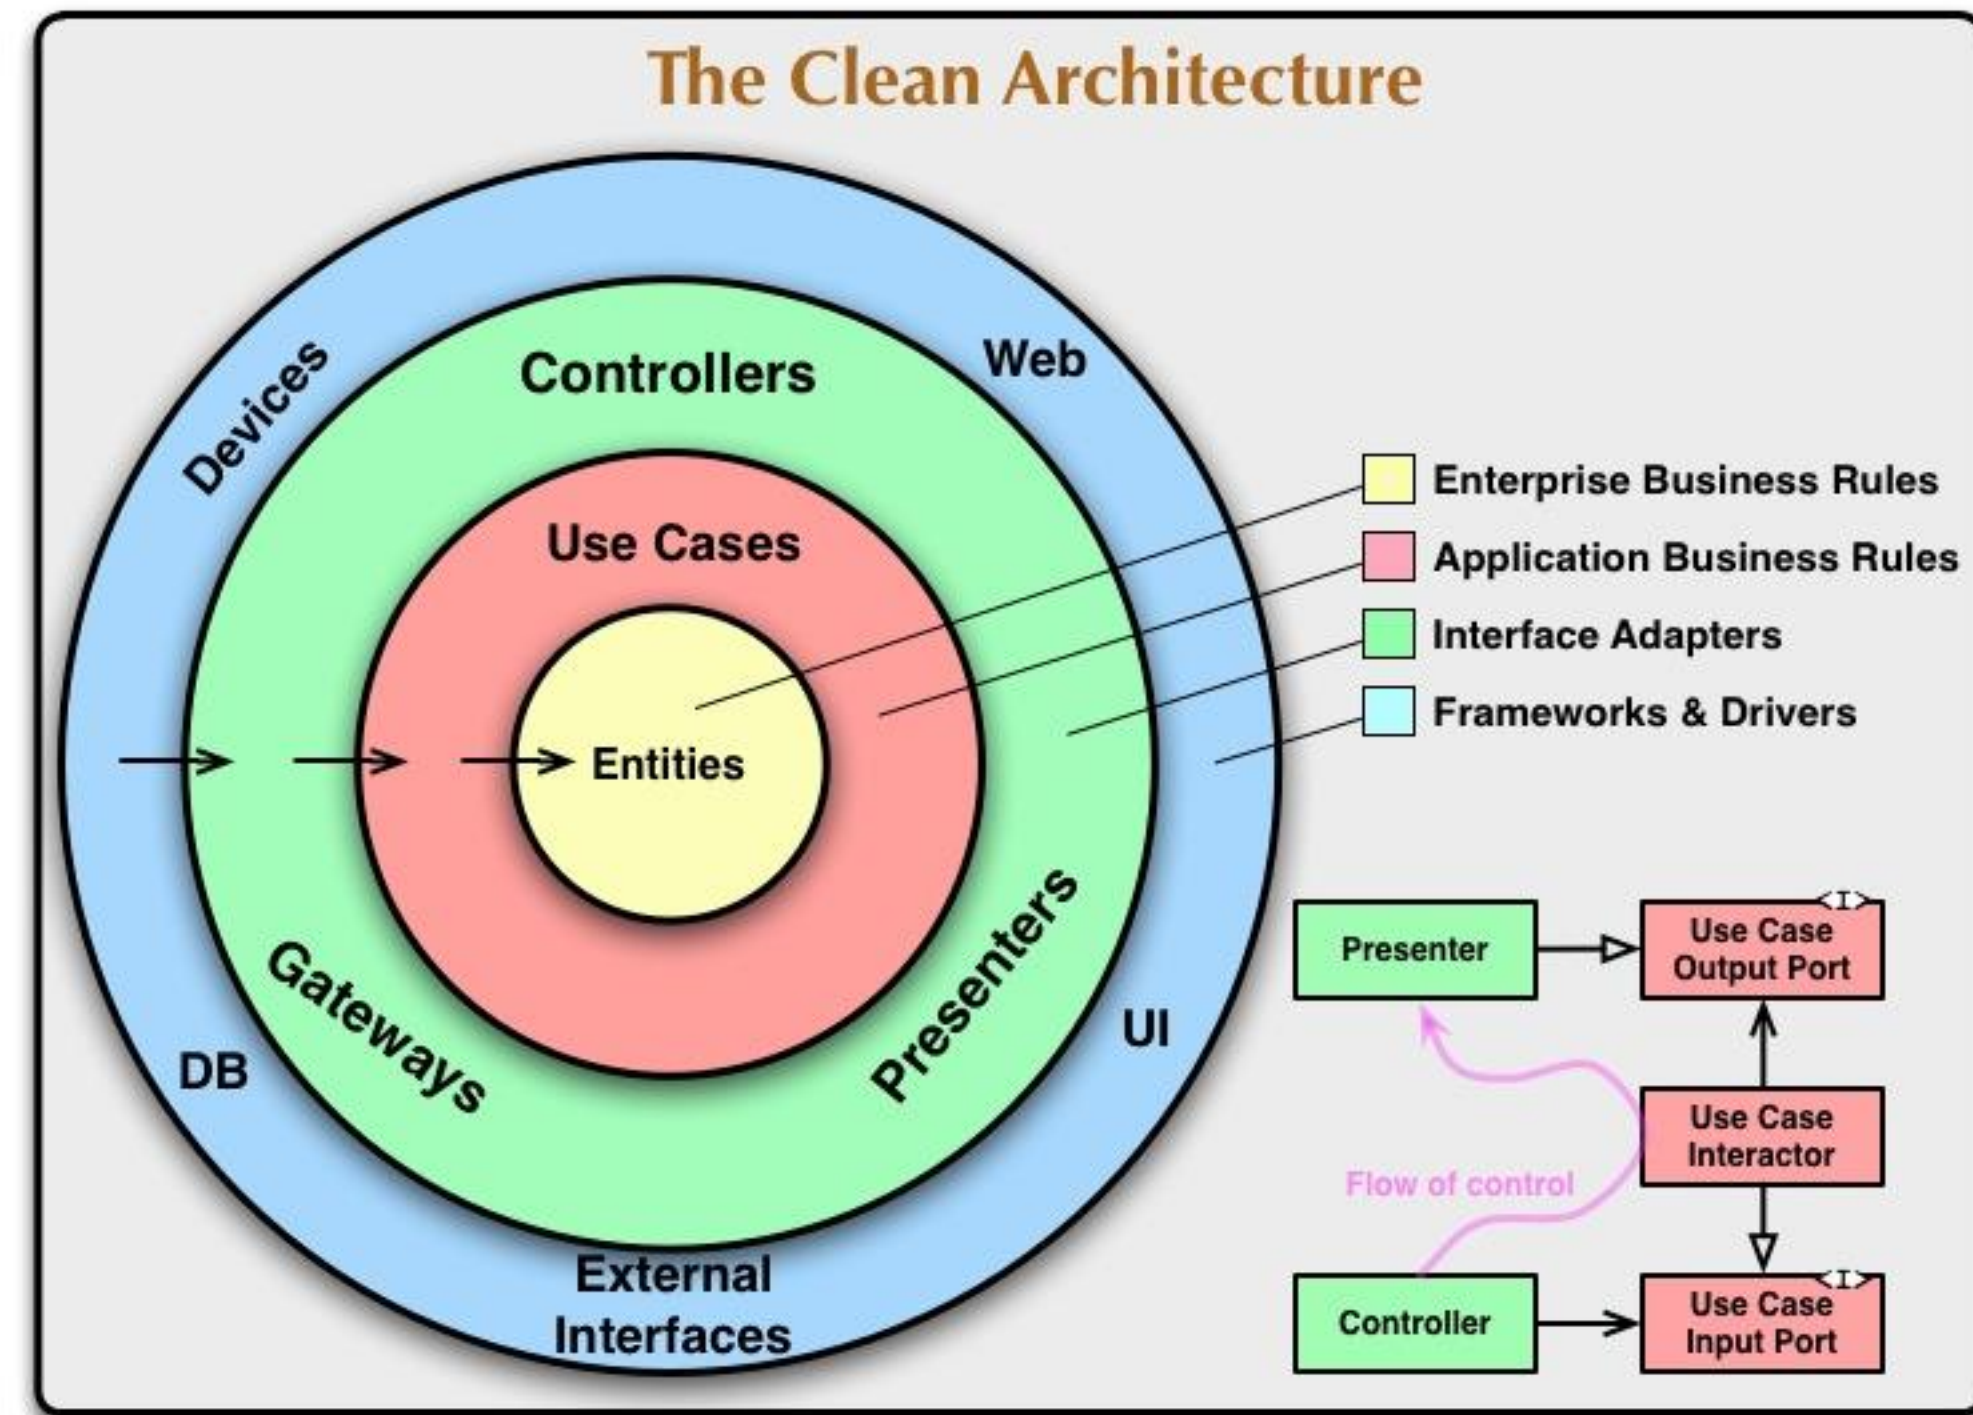 The Clean Architecture
Devices
Controllers
Web
Use Cases
Entities
Gateways
Presenters
DB
UI
External
Interfaces
Enterprise Business Rules
Application Business Rules
Interface Adapters
Frameworks & Drivers
Presenter
<I>
Use Case
Output Port
Use Case
Interactor
Flow of control
Controller
<I>
Use Case
Input Port